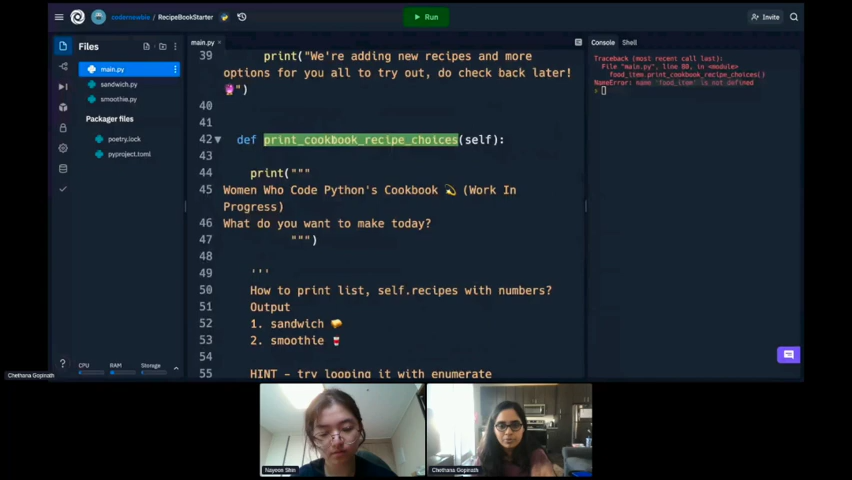 codernewbie / RecipeBookStarter
Run
Invite
Files
main.py
sandwich.py
smoothie.py
Packager files
poetry.lock
pyproject.toml
CPU
RAM
Storage
main.py
39 print("We're adding new recipes and more
options for you all to try out, do check back later!
🔮")
40
41
42 def print_cookbook_recipe_choices(self):
43
44 print("""
45 Women Who Code Python's Cookbook 💫 (Work In
Progress)
46 What do you want to make today?
47 """)
48
49 '''
50 How to print list, self.recipes with numbers?
51 Output
52 1. sandwich 🥪
53 2. smoothie 🥤
54
55 HINT - try looping it with enumerate
Console
Shell
Traceback (most recent call last):
File "main.py", line 80, in <module>
food_item.print_cookbook_recipe_choices()
NameError: name 'food_item' is not defined
Chethana Gopinath
Nayeon Shin
Chethana Gopinath